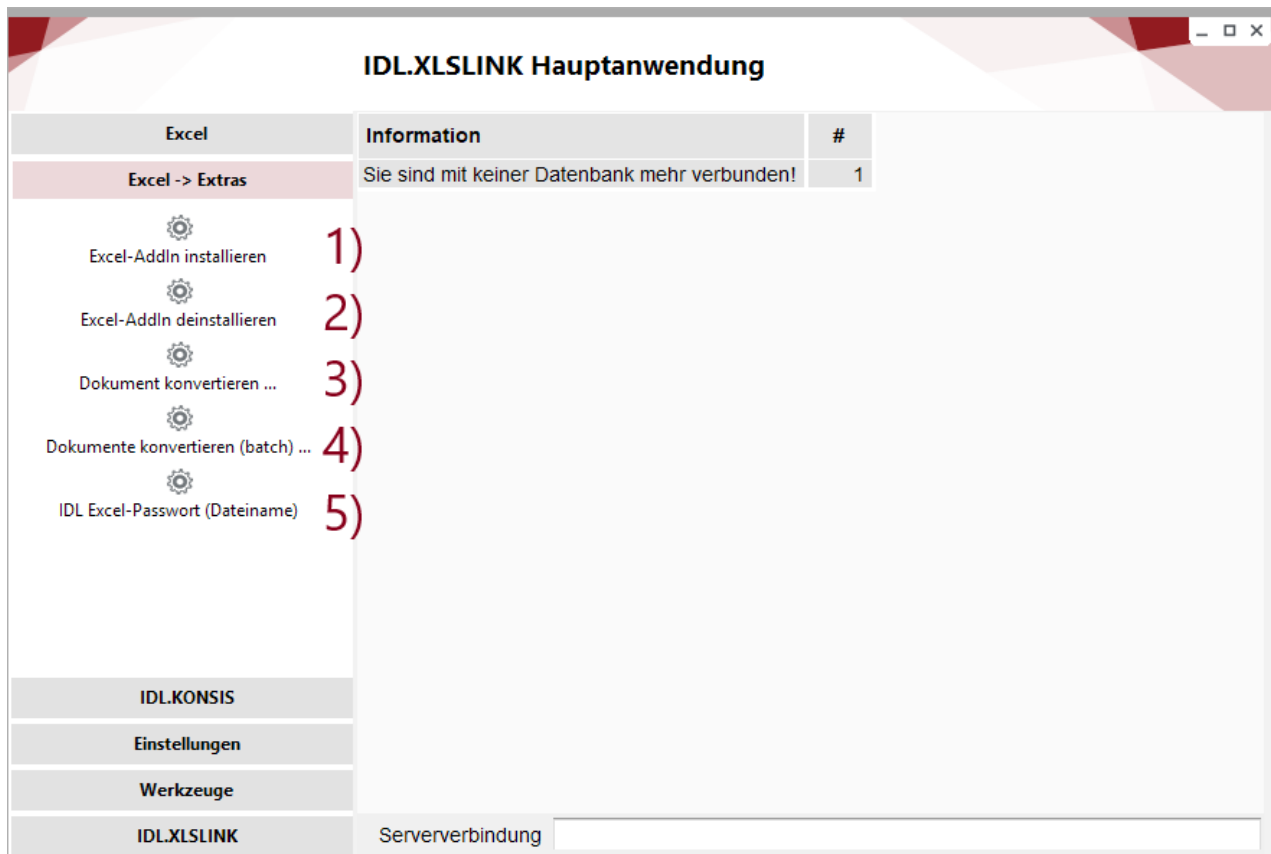 IDL.XLSLINK Hauptanwendung
Excel
Excel -> Extras
Excel-AddIn installieren 1)
Excel-AddIn deinstallieren 2)
Dokument konvertieren ... 3)
Dokumente konvertieren (batch) ... 4)
IDL Excel-Passwort (Dateiname) 5)
IDL.KONSIS
Einstellungen
Werkzeuge
IDL.XLSLINK
Information #
Sie sind mit keiner Datenbank mehr verbunden! 1
Serververbindung